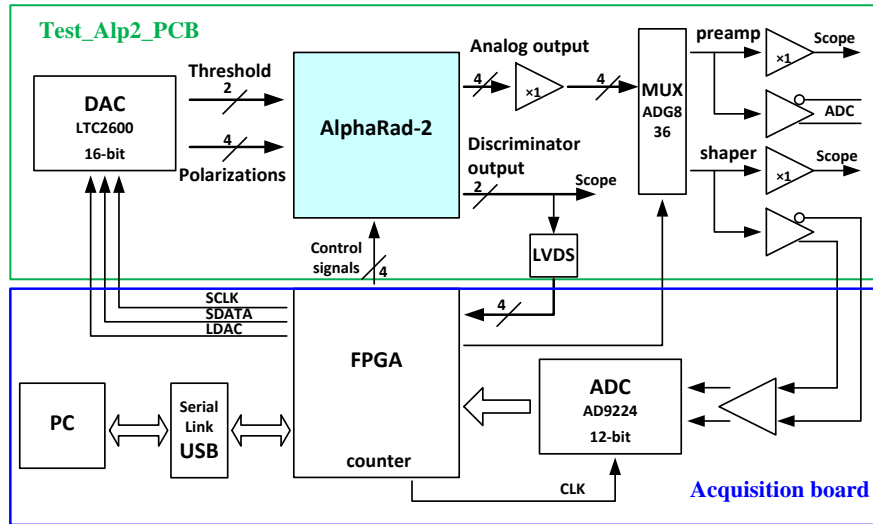 Test_Alp2_PCB
DAC
LTC2600
16-bit
Threshold
2
4
Polarizations
AlphaRad-2
Analog output
4
×1
4
MUX
ADG8
36
preamp
×1
Scope
ADC
shaper
×1
Scope
Discriminator
output
2
Scope
LVDS
Control
signals
4
SCLK
SDATA
LDAC
4
FPGA
counter
PC
Serial
Link
USB
ADC
AD9224
12-bit
CLK
Acquisition board